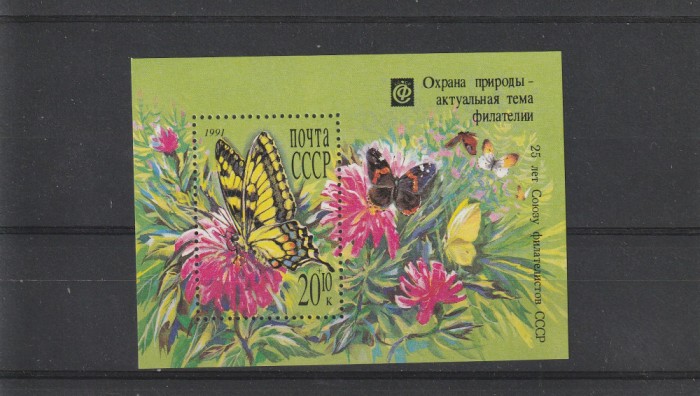 Охрана природы –
актуальная тема
филателии
1991
почта
СССР
20+10
к
25 лет Союзу филателистов СССР